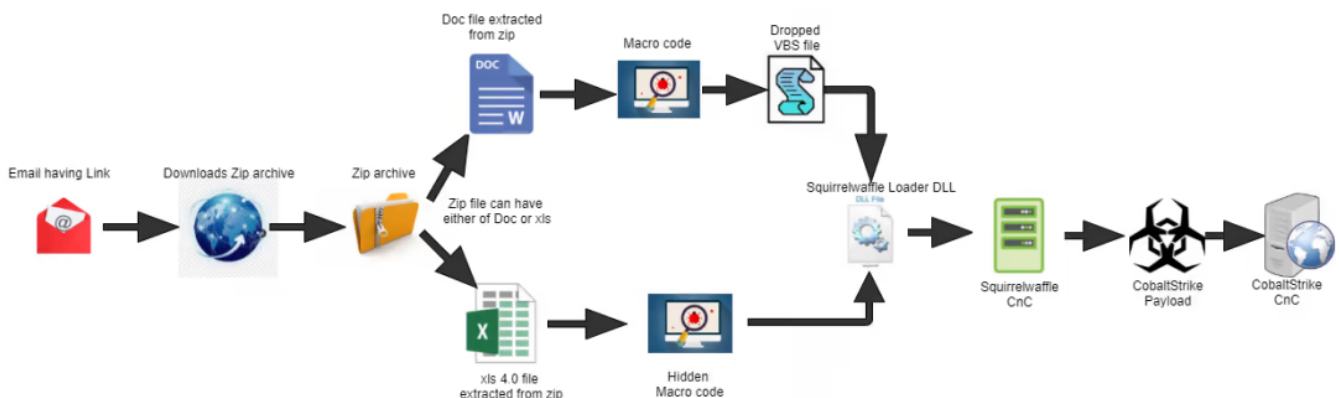 Email having Link
@
Downloads Zip archive
Zip archive
Zip file can have
either of Doc or xls
Doc file extracted
from zip
DOC
W
Macro code
Dropped
VBS file
X
xls 4.0 file
extracted from zip
Hidden
Macro code
Squirrelwaffle Loader DLL
DLL File
Squirrelwaffle
CnC
CobaltStrike
Payload
CobaltStrike
CnC